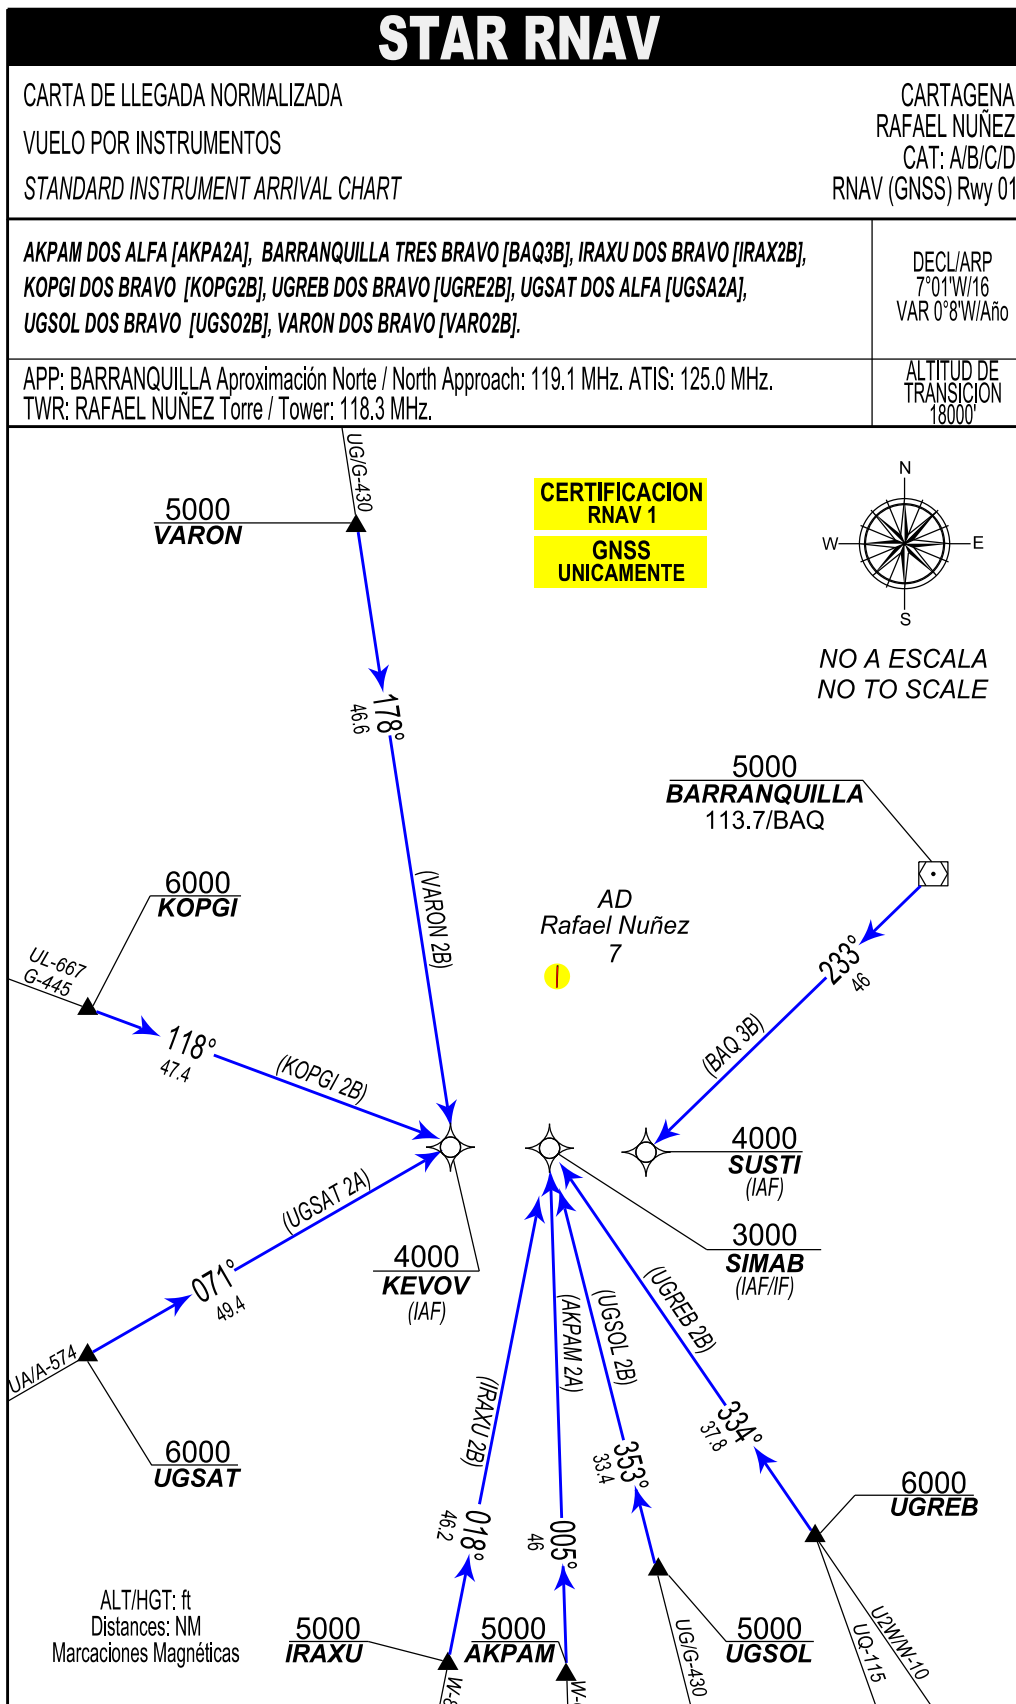 STAR RNAV
CARTA DE LLEGADA NORMALIZADA
VUELO POR INSTRUMENTOS
STANDARD INSTRUMENT ARRIVAL CHART
CARTAGENA
RAFAEL NUÑEZ
CAT: A/B/C/D
RNAV (GNSS) Rwy 01
AKPAM DOS ALFA [AKPA2A], BARRANQUILLA TRES BRAVO [BAQ3B], IRAXU DOS BRAVO [IRAX2B],
KOPGI DOS BRAVO [KOPG2B], UGREB DOS BRAVO [UGRE2B], UGSAT DOS ALFA [UGSA2A],
UGSOL DOS BRAVO [UGSO2B], VARON DOS BRAVO [VARO2B].
DECL/ARP
7°01'W/16
VAR 0°8'W/Año
APP: BARRANQUILLA Aproximación Norte / North Approach: 119.1 MHz. ATIS: 125.0 MHz.
TWR: RAFAEL NUÑEZ Torre / Tower: 118.3 MHz.
ALTITUD DE
TRANSICIÓN
18000'
UG/G-430
5000
VARON
CERTIFICACION
RNAV 1
GNSS
UNICAMENTE
N
W
E
S
NO A ESCALA
NO TO SCALE
178°
46.6
5000
BARRANQUILLA
113.7/BAQ
6000
KOPGI
(VARON 2B)
AD
Rafael Nuñez
7
UL-667
G-445
233°
46
118°
47.4
(KOPGI 2B)
(BAQ 3B)
4000
SUSTI
(IAF)
(UGSAT 2A)
3000
SIMAB
(IAF/IF)
4000
KEVOV
(IAF)
071°
49.4
(UGREB 2B)
(UGSOL 2B)
(AKPAM 2A)
(IRAXU 2B)
UA/A-574
334°
37.8
6000
UGSAT
353°
33.4
6000
UGREB
018°
46.2
005°
46
ALT/HGT: ft
Distances: NM
Marcaciones Magnéticas
5000
IRAXU
5000
AKPAM
5000
UGSOL
UG/G-430
UQ-115
U2W/W-10